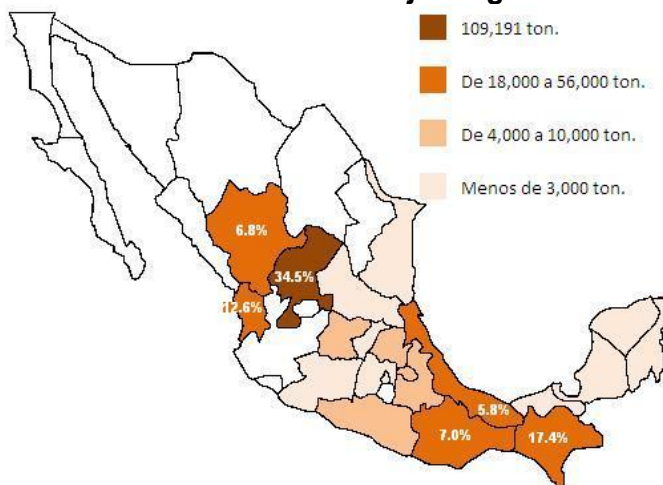 109,191 ton.
De 18,000 a 56,000 ton.
De 4,000 a 10,000 ton.
Menos de 3,000 ton.
6.8%
34.5%
12.6%
5.8%
7.0%
17.4%